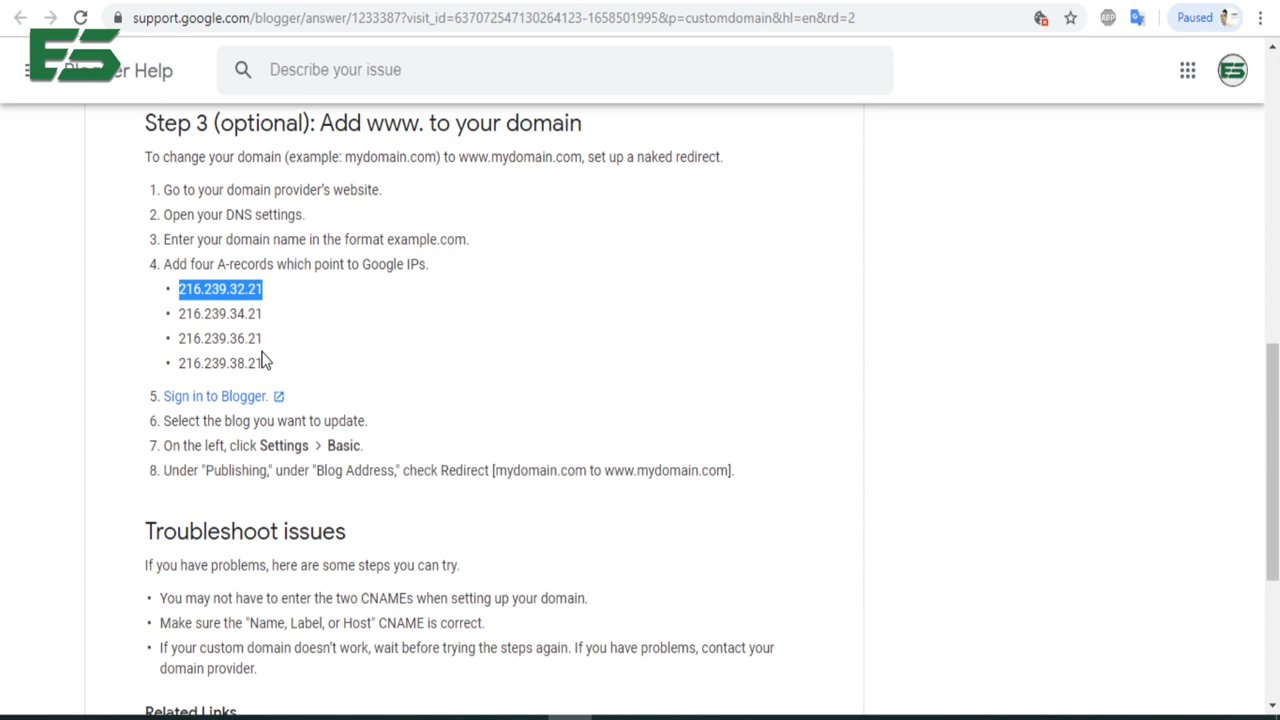 support.google.com/blogger/answer/1233387?visit_id=637072547130264123-1658501995&p=customdomain&hl=en&rd=2
ABP
Paused
ES
er Help
Describe your issue
ES
Step 3 (optional): Add www. to your domain
To change your domain (example: mydomain.com) to www.mydomain.com, set up a naked redirect.
1. Go to your domain provider's website.
2. Open your DNS settings.
3. Enter your domain name in the format example.com.
4. Add four A-records which point to Google IPs.
• 216.239.32.21
• 216.239.34.21
• 216.239.36.21
• 216.239.38.21
5. Sign in to Blogger.
6. Select the blog you want to update.
7. On the left, click Settings > Basic.
8. Under "Publishing," under "Blog Address," check Redirect [mydomain.com to www.mydomain.com].
Troubleshoot issues
If you have problems, here are some steps you can try.
• You may not have to enter the two CNAMEs when setting up your domain.
• Make sure the "Name, Label, or Host" CNAME is correct.
• If your custom domain doesn't work, wait before trying the steps again. If you have problems, contact your
domain provider.
Related Links